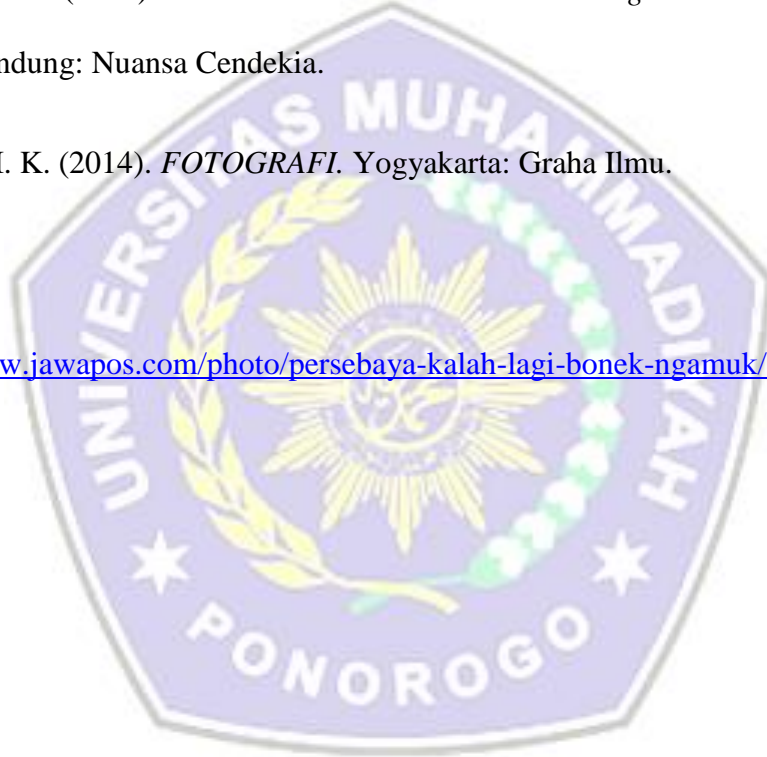 ndung: Nuansa Cendekia.
I. K. (2014). FOTOGRAFI. Yogyakarta: Graha Ilmu.
w.jawapos.com/photo/persebaya-kalah-lagi-bonek-ngamuk/
UNIVERSITAS MUHAMMADIYAH
PONOROGO